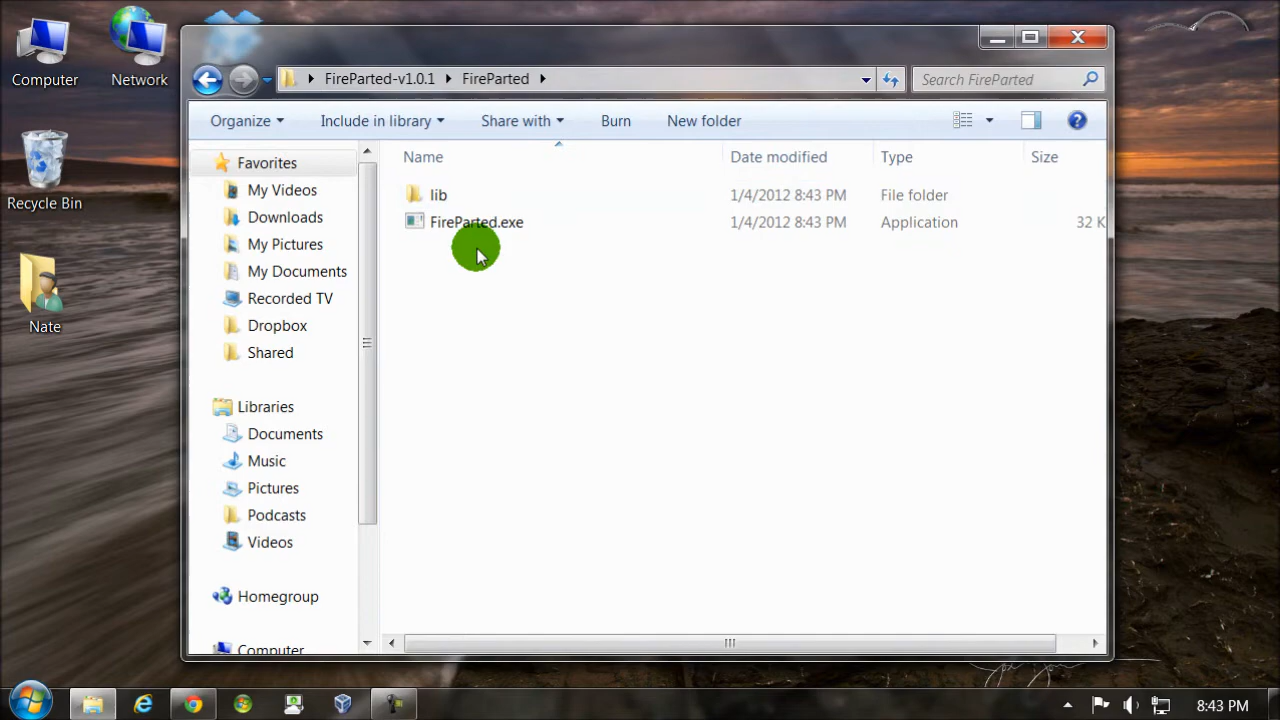 Computer
Network
Recycle Bin
Nate
FireParted-v1.0.1 FireParted
Search FireParted
Organize Include in library Share with Burn New folder
Name Date modified Type Size
lib 1/4/2012 8:43 PM File folder
FireParted.exe 1/4/2012 8:43 PM Application 32 K
Favorites
My Videos
Downloads
My Pictures
My Documents
Recorded TV
Dropbox
Shared
Libraries
Documents
Music
Pictures
Podcasts
Videos
Homegroup
Computer
8:43 PM